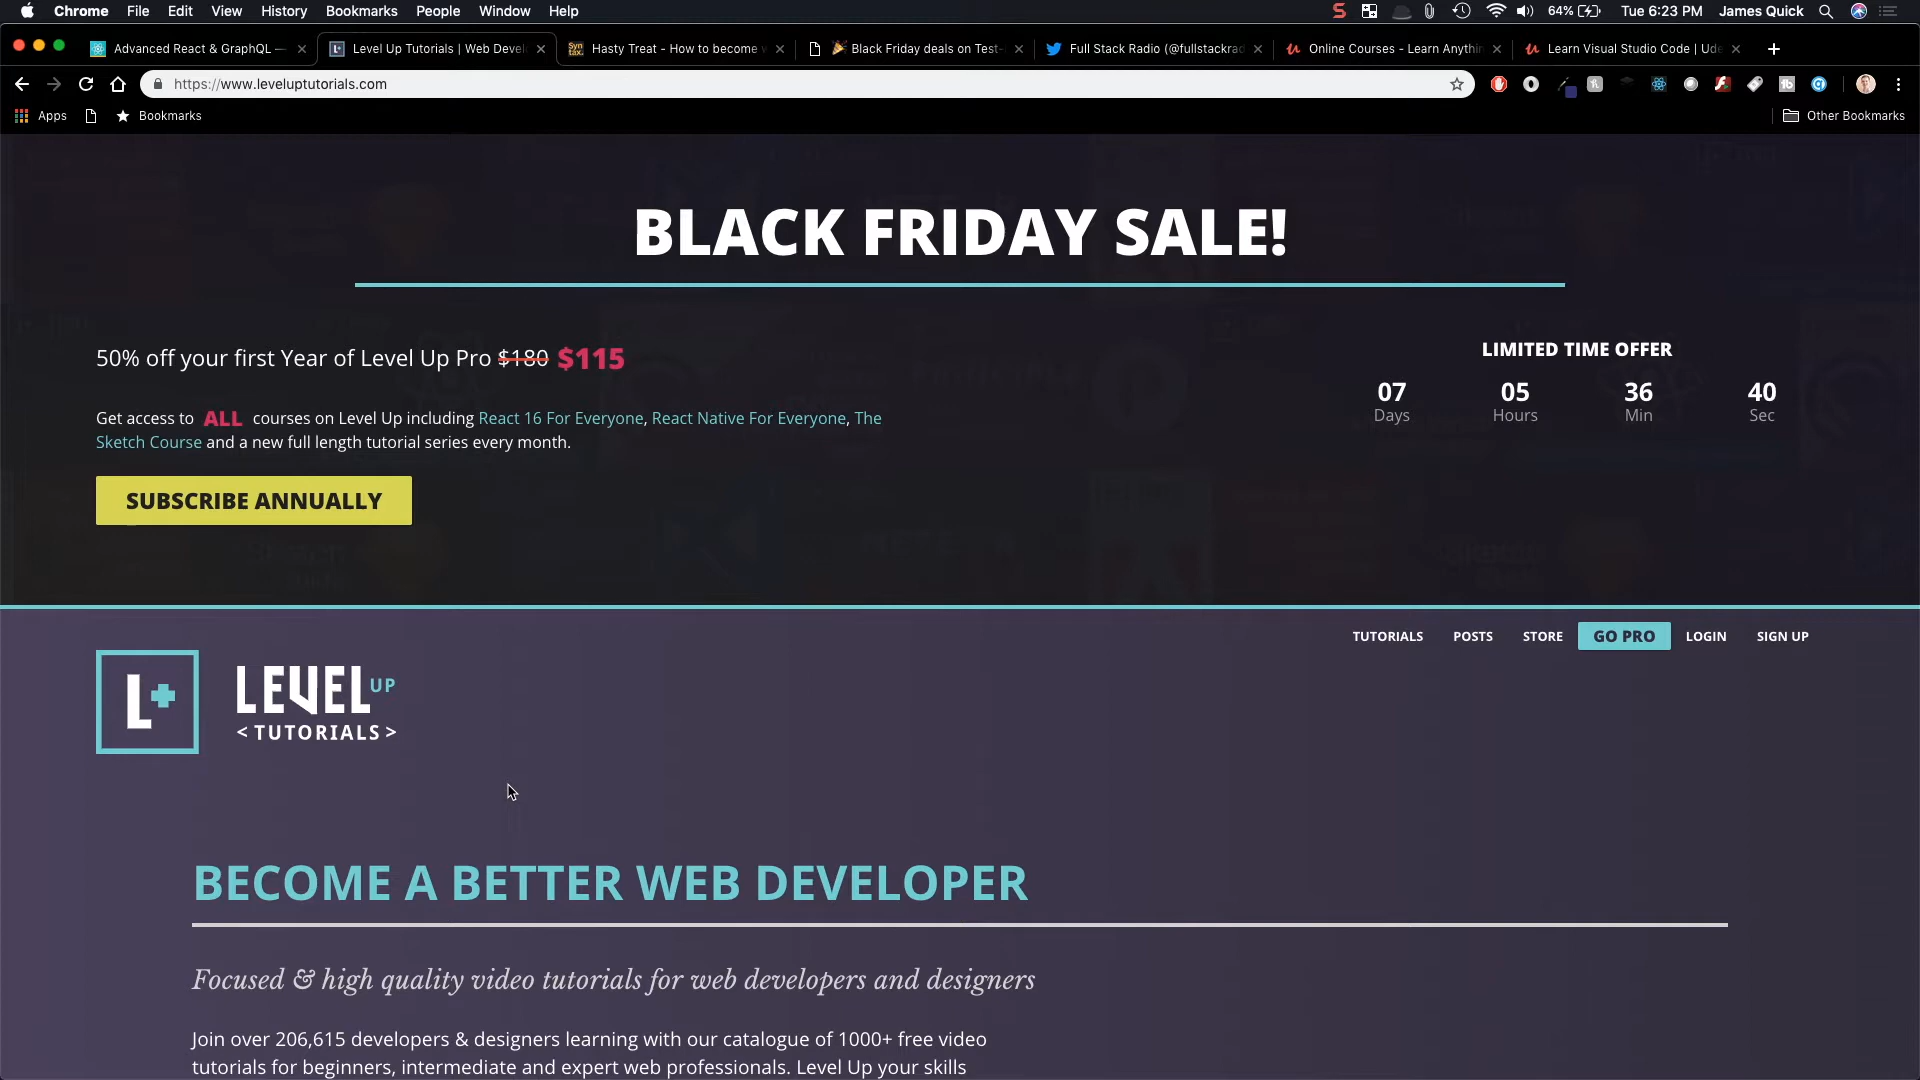 Chrome File Edit View History Bookmarks People Window Help 64% Tue 6:23 PM James Quick
Advanced React & GraphQL — Level Up Tutorials | Web Devel Hasty Treat - How to become Black Friday deals on Test- Full Stack Radio (@fullstackrad Online Courses - Learn Anythin Learn Visual Studio Code | Ude
https://www.leveluptutorials.com
Apps Bookmarks Other Bookmarks
BLACK FRIDAY SALE!
50% off your first Year of Level Up Pro $180 $115
LIMITED TIME OFFER
07 05 36 40
Days Hours Min Sec
Get access to ALL courses on Level Up including React 16 For Everyone, React Native For Everyone, The
Sketch Course and a new full length tutorial series every month.
SUBSCRIBE ANNUALLY
TUTORIALS POSTS STORE GO PRO LOGIN SIGN UP
L+
LEVEL UP
<TUTORIALS>
BECOME A BETTER WEB DEVELOPER
Focused & high quality video tutorials for web developers and designers
Join over 206,615 developers & designers learning with our catalogue of 1000+ free video
tutorials for beginners, intermediate and expert web professionals. Level Up your skills